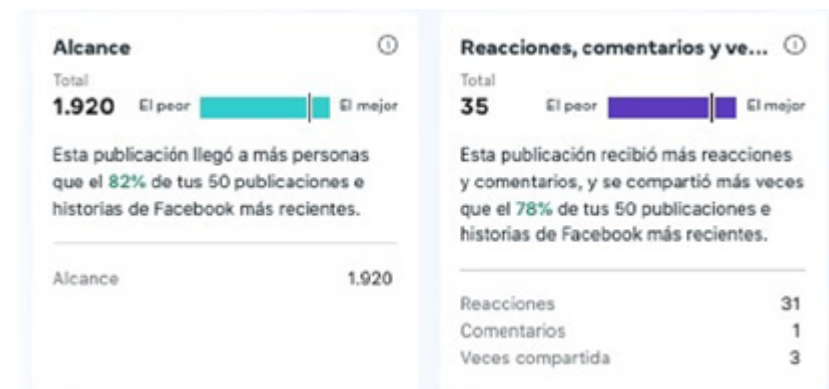 Alcance
Total
1.920 El peor El mejor
Esta publicación llegó a más personas
que el 82% de tus 50 publicaciones e
historias de Facebook más recientes.
Alcance 1.920
Reacciones, comentarios y ve...
Total
35 El peor El mejor
Esta publicación recibió más reacciones
y comentarios, y se compartió más veces
que el 78% de tus 50 publicaciones e
historias de Facebook más recientes.
Reacciones 31
Comentarios 1
Veces compartida 3